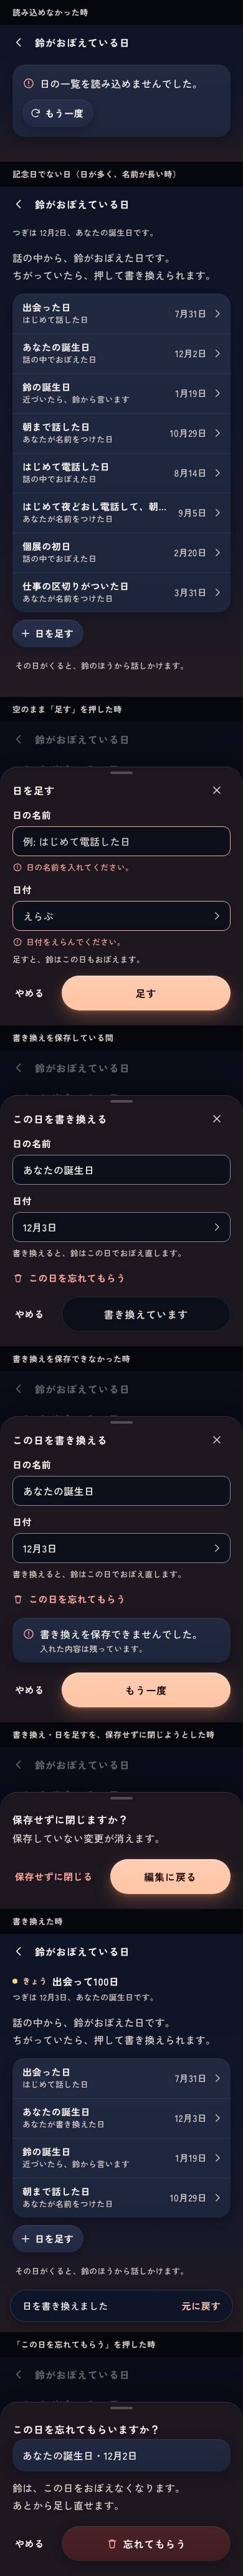 読み込めなかった時
鈴がおぼえている日
日の一覧を読み込めませんでした。
もう一度
記念日でない日（日が多く、名前が長い時）
鈴がおぼえている日
つぎは 12月2日、あなたの誕生日です。
話の中から、鈴がおぼえた日です。
ちがっていたら、押して書き換えられます。
出会った日
はじめて話した日
7月31日
あなたの誕生日
話の中でおぼえた日
12月2日
鈴の誕生日
近づいたら、鈴から言います
1月19日
朝まで話した日
あなたが名前をつけた日
10月29日
はじめて電話した日
話の中でおぼえた日
8月14日
はじめて夜どおし電話して、朝…
あなたが名前をつけた日
9月5日
個展の初日
話の中でおぼえた日
2月20日
仕事の区切りがついた日
あなたが名前をつけた日
3月31日
日を足す
その日がくると、鈴のほうから話しかけます。
空のまま「足す」を押した時
鈴がおぼえている日
日を足す
日の名前
例: はじめて電話した日
日の名前を入れてください。
日付
えらぶ
日付をえらんでください。
足すと、鈴はこの日もおぼえます。
やめる
足す
書き換えを保存している間
鈴がおぼえている日
この日を書き換える
日の名前
あなたの誕生日
日付
12月3日
書き換えると、鈴はこの日でおぼえ直します。
この日を忘れてもらう
やめる
書き換えています
書き換えを保存できなかった時
鈴がおぼえている日
この日を書き換える
日の名前
あなたの誕生日
日付
12月3日
書き換えると、鈴はこの日でおぼえ直します。
この日を忘れてもらう
書き換えを保存できませんでした。
入れた内容は残っています。
やめる
もう一度
書き換え・日を足すを、保存せずに閉じようとした時
鈴がおぼえている日
保存せずに閉じますか？
保存していない変更が消えます。
保存せずに閉じる
編集に戻る
書き換えた時
鈴がおぼえている日
きょう 出会って100日
つぎは 12月3日、あなたの誕生日です。
話の中から、鈴がおぼえた日です。
ちがっていたら、押して書き換えられます。
出会った日
はじめて話した日
7月31日
あなたの誕生日
あなたが書き換えた日
12月3日
鈴の誕生日
近づいたら、鈴から言います
1月19日
朝まで話した日
あなたが名前をつけた日
10月29日
日を足す
その日がくると、鈴のほうから話しかけます。
日を書き換えました
元に戻す
「この日を忘れてもらう」を押した時
鈴がおぼえている日
この日を忘れてもらいますか？
あなたの誕生日・12月2日
鈴は、この日をおぼえなくなります。
あとから足し直せます。
やめる
忘れてもらう